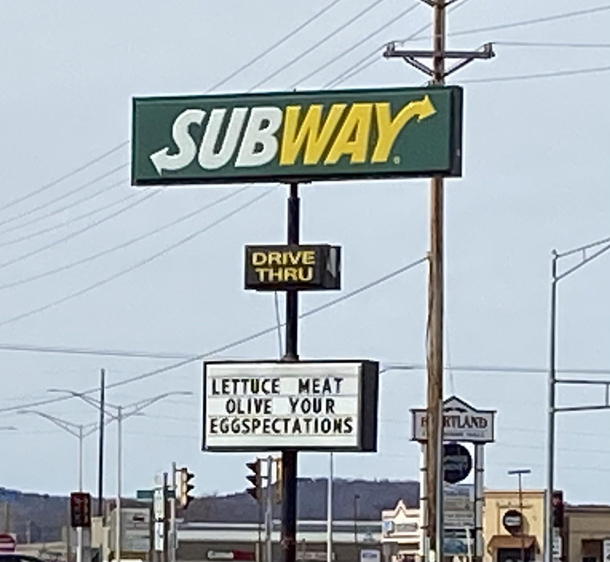 SUBWAY
DRIVE
THRU
LETTUCE MEAT
OLIVE YOUR
EGGSPECTATIONS